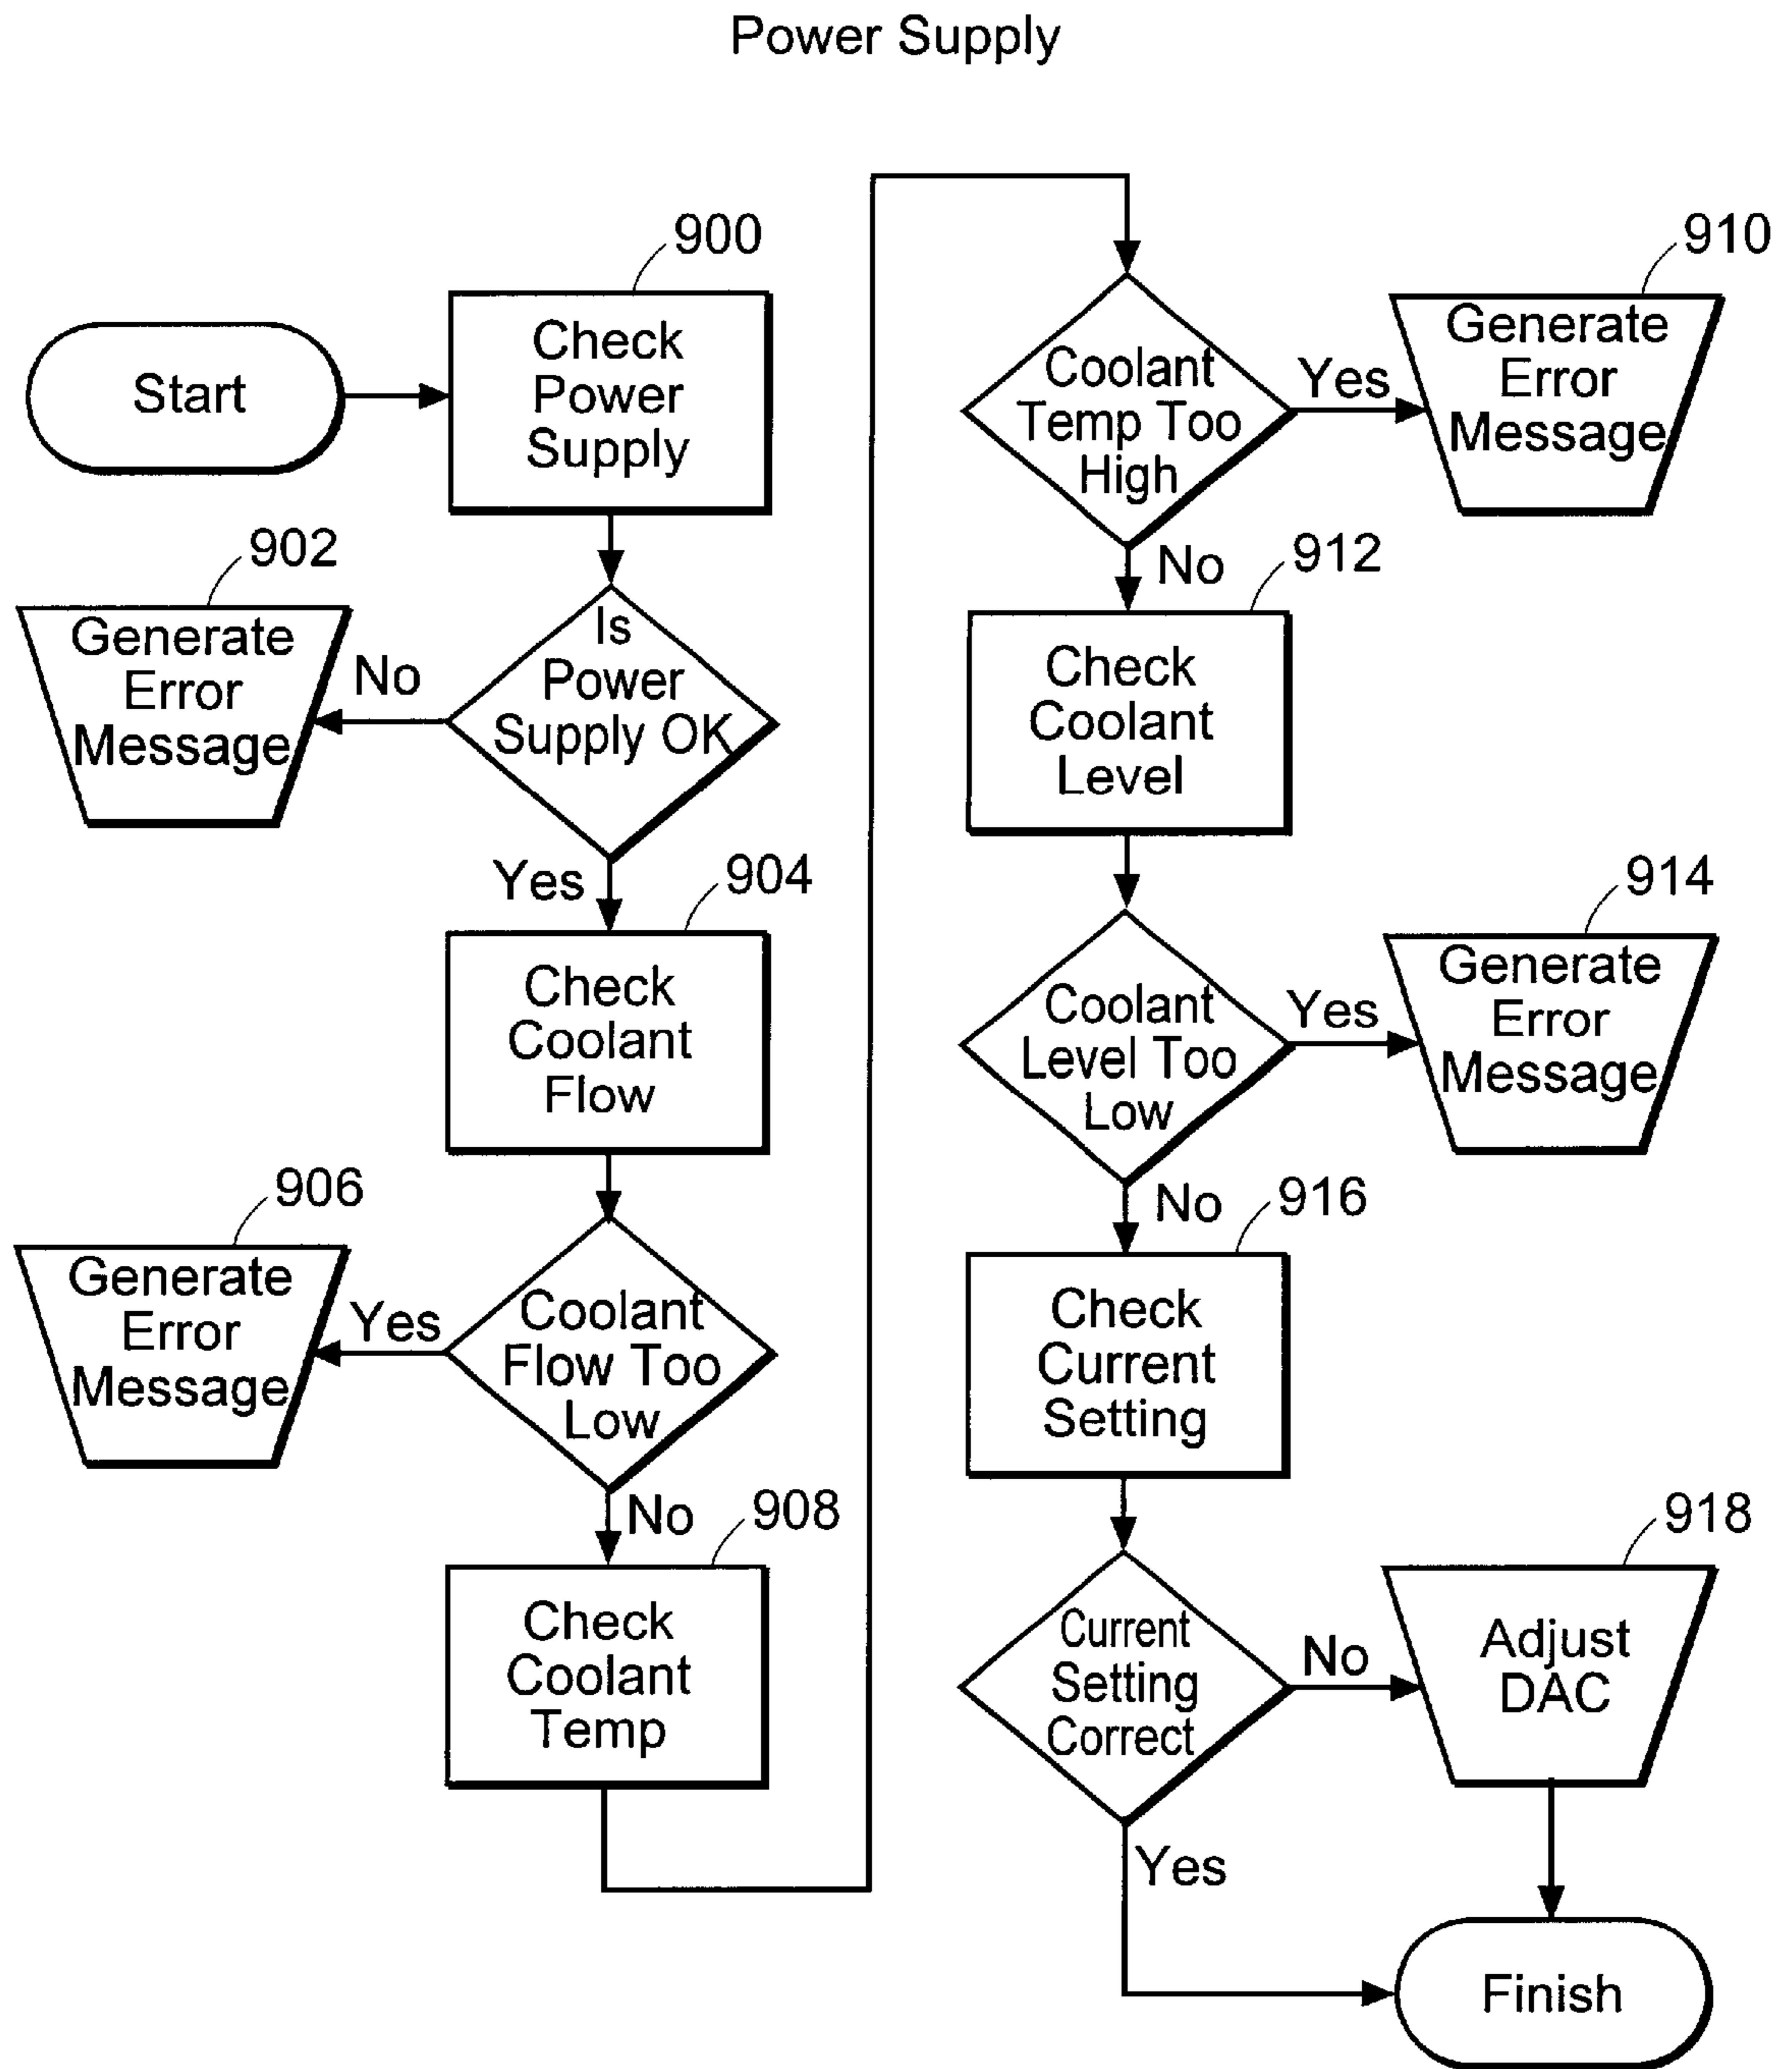 Power Supply
Start
900
Check
Power
Supply
902
Generate
Error
Message
No
Is
Power
Supply OK
Yes
904
Check
Coolant
Flow
906
Generate
Error
Message
Yes
Coolant
Flow Too
Low
No
908
Check
Coolant
Temp
Coolant
Temp Too
High
Yes
910
Generate
Error
Message
No
912
Check
Coolant
Level
Coolant
Level Too
Low
Yes
914
Generate
Error
Message
No
916
Check
Current
Setting
Current
Setting
Correct
No
918
Adjust
DAC
Yes
Finish